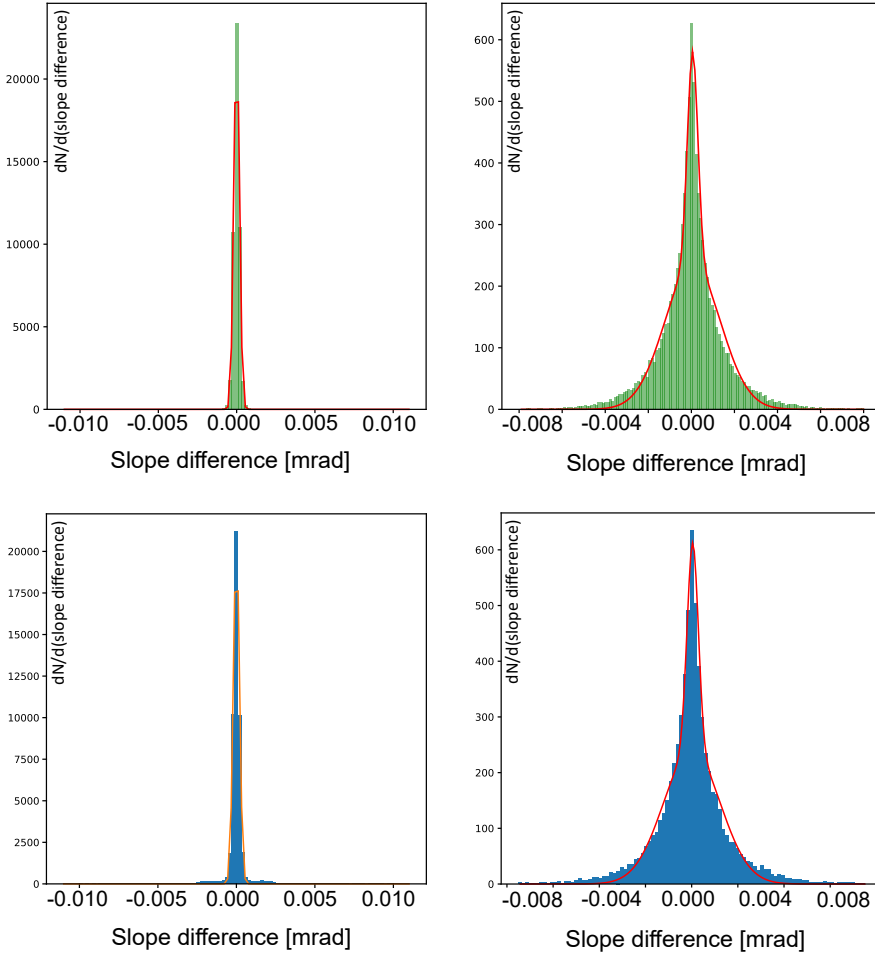 dN/d(slope difference)
20000
15000
10000
5000
0
-0.010 -0.005 0.000 0.005 0.010
Slope difference [mrad]
dN/d(slope difference)
600
500
400
300
200
100
0
-0.008 -0.004 0.000 0.004 0.008
Slope difference [mrad]
dN/d(slope difference)
20000
17500
15000
12500
10000
7500
5000
2500
0
-0.010 -0.005 0.000 0.005 0.010
Slope difference [mrad]
dN/d(slope difference)
600
500
400
300
200
100
0
-0.008 -0.004 0.000 0.004 0.008
Slope difference [mrad]